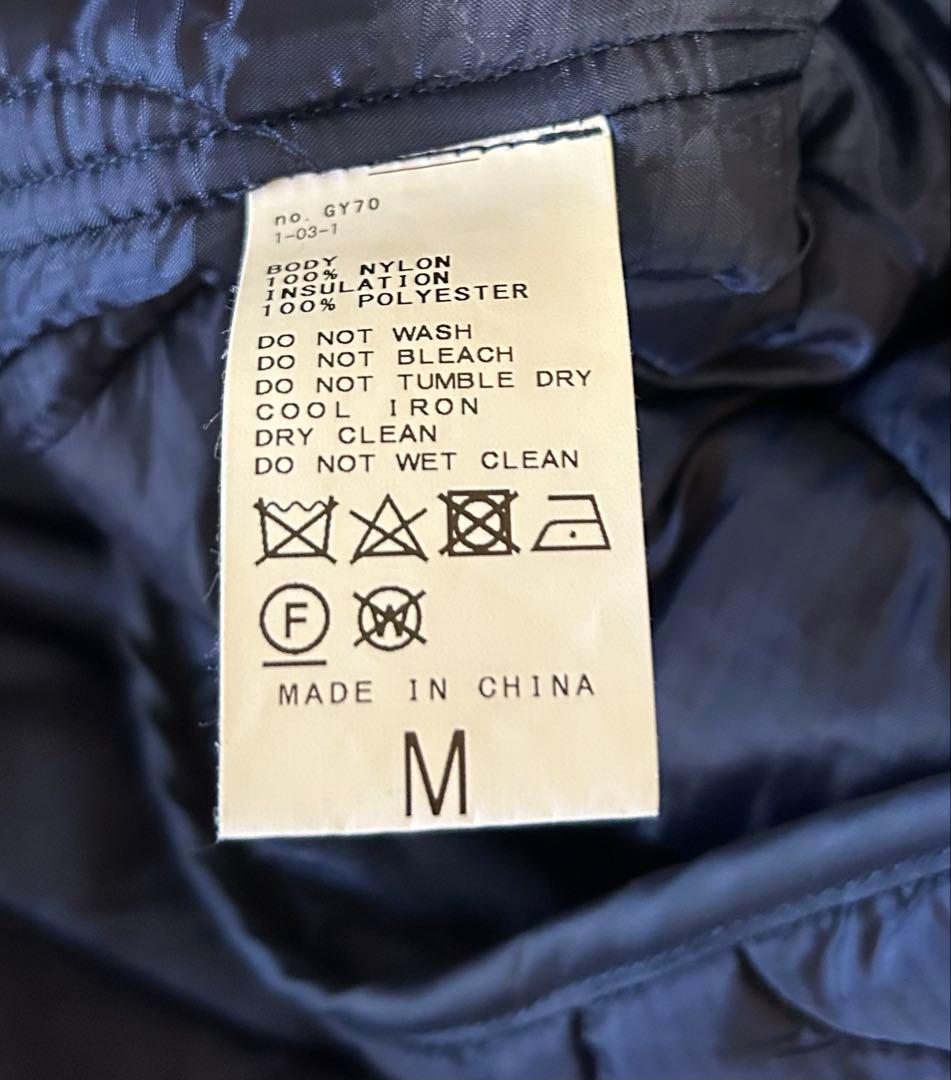 no. GY70
1-03-1
BODY
100% NYLON
INSULATION
100% POLYESTER
DO NOT WASH
DO NOT BLEACH
DO NOT TUMBLE DRY
COOL IRON
DRY CLEAN
DO NOT WET CLEAN
F W
MADE IN CHINA
M